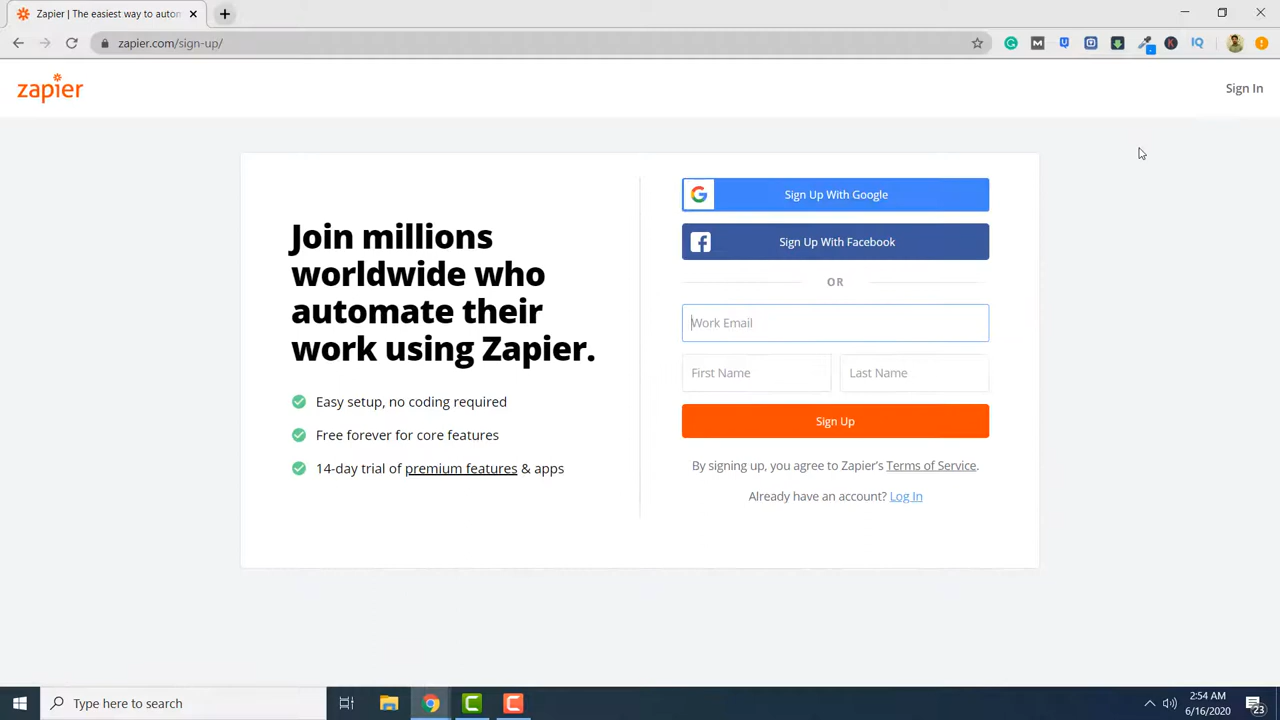 Zapier | The easiest way to autom
zapier.com/sign-up/
zapier
Sign In
Join millions
worldwide who
automate their
work using Zapier.
Easy setup, no coding required
Free forever for core features
14-day trial of premium features & apps
Sign Up With Google
Sign Up With Facebook
OR
Work Email
First Name
Last Name
Sign Up
By signing up, you agree to Zapier's Terms of Service.
Already have an account? Log In
Type here to search
2:54 AM
6/16/2020
23